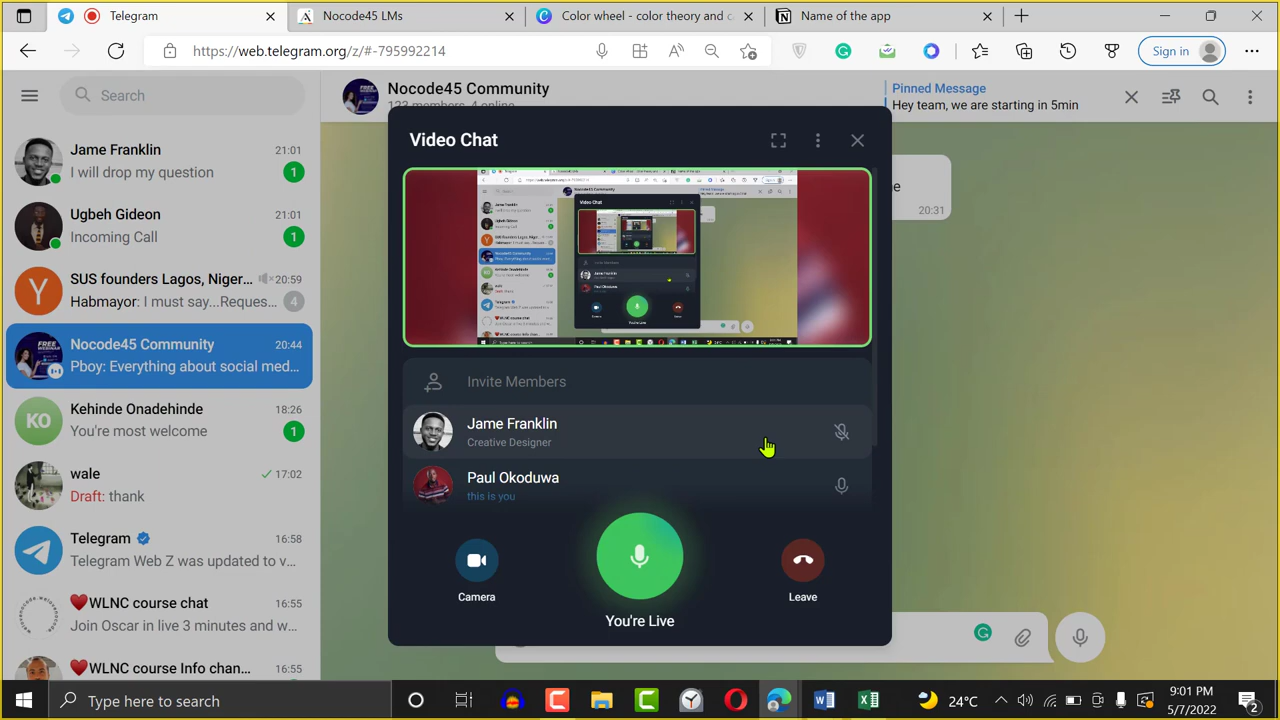 Telegram
Nocode45 LMs
Color wheel - color theory and c
Name of the app
https://web.telegram.org/z/#-795992214
Sign in
Search
Nocode45 Community
Pinned Message
Hey team, we are starting in 5min
Jame Franklin 21:01
I will drop my question 1
Ugbeh Gideon 21:01
Incoming Call 1
Y
SUS founders Lagos, Niger... 20:59
Habmayor: I must say...Reques... 4
Nocode45 Community 20:44
Pboy: Everything about social med...
KO
Kehinde Onadehinde 18:26
You're most welcome 1
wale 17:02
Draft: thank
Telegram 16:58
Telegram Web Z was updated to v...
❤️WLNC course chat 16:55
Join Oscar in live 3 minutes and w...
❤️WLNC course Info chan... 16:55
20:31
Video Chat
Invite Members
Jame Franklin
Creative Designer
Paul Okoduwa
this is you
Camera
You're Live
Leave
Type here to search
24°C
9:01 PM
5/7/2022
2